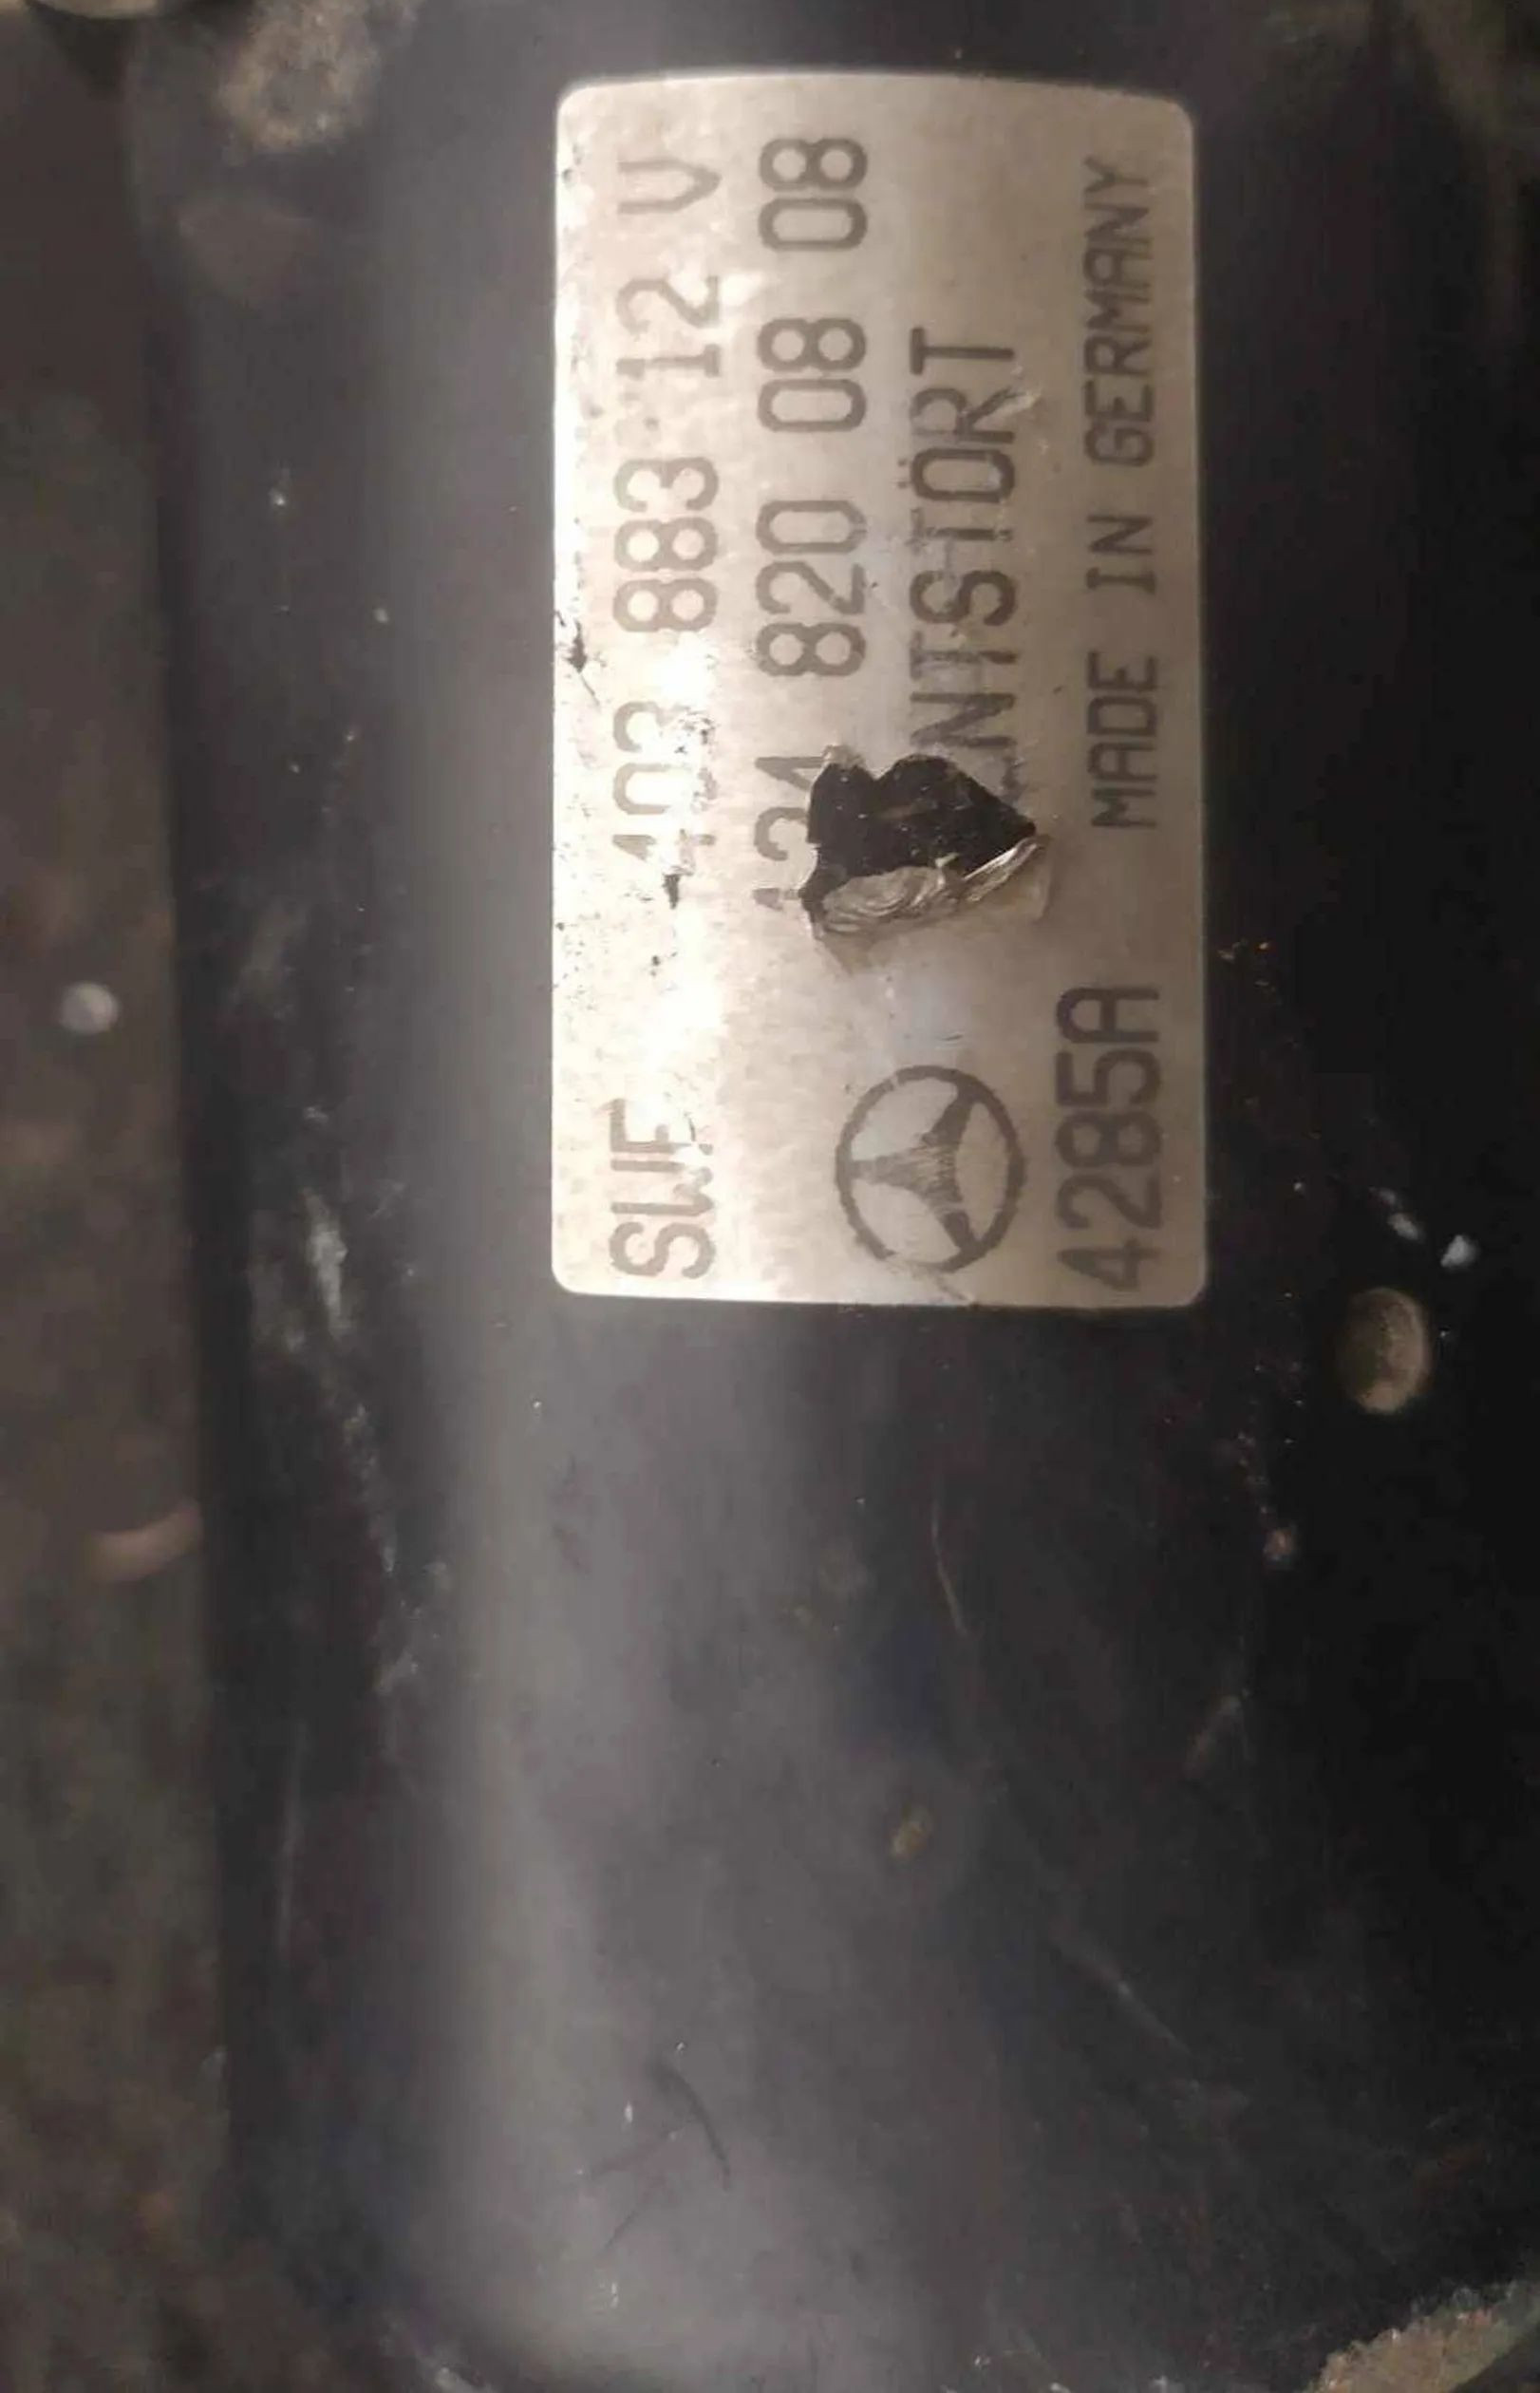 SWF 403 883 12 V
124 820 08 08
ENTSTÖRT
4285A MADE IN GERMANY